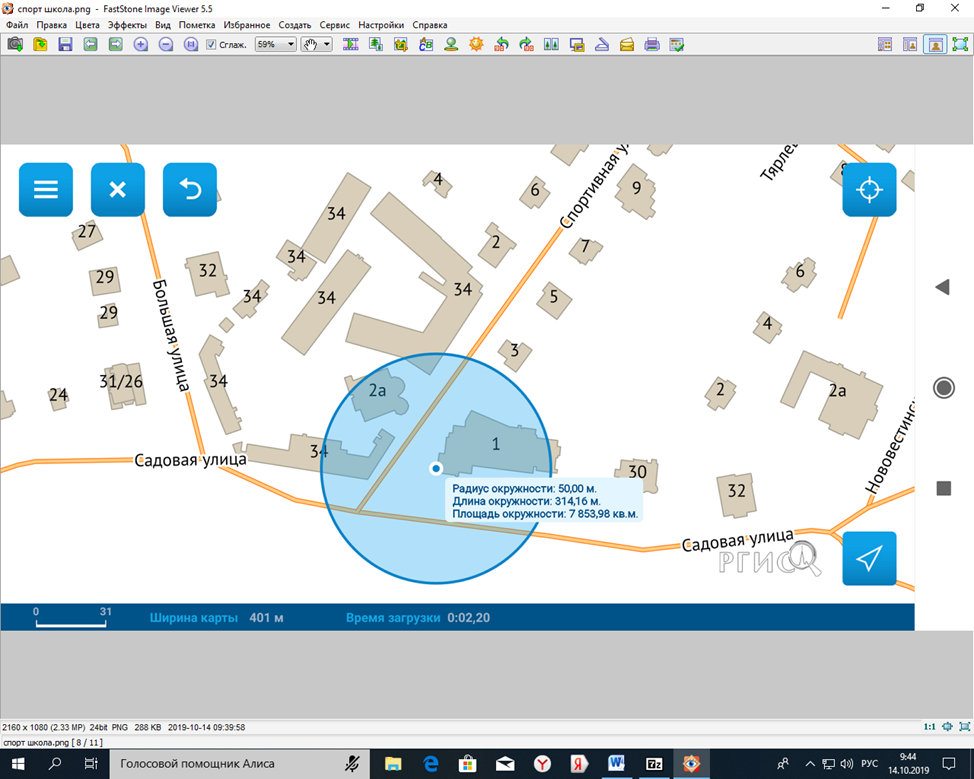 спорт школа.png - FastStone Image Viewer 5.5
Файл Правка Цвета Эффекты Вид Пометка Избранное Создать Сервис Настройки Справка
Сглаж. 59%
4
6
9
Спортивная
Тярлев
34
27
2
7
34
32
29
34
34
34
5
6
29
4
Большая улица
3
34
31/26
24
2а
2
2а
Садовая улица
34
1
30
32
Нововестинск
Радиус окружности: 50,00 м.
Длина окружности: 314,16 м.
Площадь окружности: 7 853,98 кв.м.
Садовая улица
РГИС
0 31
Ширина карты 401 м
Время загрузки 0:02,20
2160 x 1080 (2.33 MP) 24bit PNG 288 KB 2019-10-14 09:39:58
1:1
спорт школа.png [ 8 / 11 ]
Голосовой помощник Алиса
РУС
9:44
14.10.2019